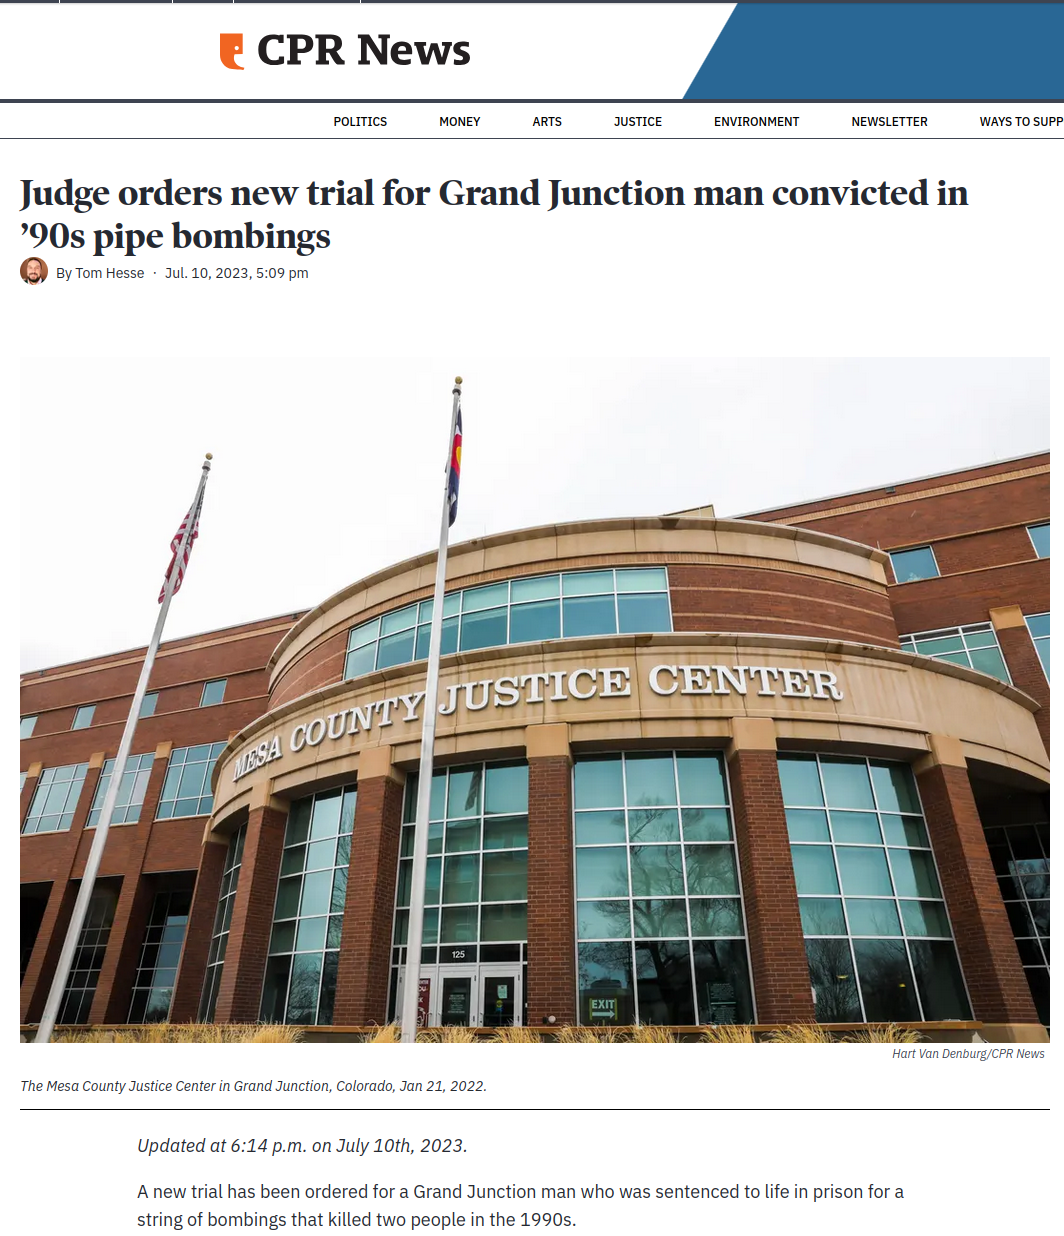 CPR News
POLITICS MONEY ARTS JUSTICE ENVIRONMENT NEWSLETTER WAYS TO SUPP
Judge orders new trial for Grand Junction man convicted in
’90s pipe bombings
By Tom Hesse · Jul. 10, 2023, 5:09 pm
MESA COUNTY JUSTICE CENTER
125
EXIT
Hart Van Denburg/CPR News
The Mesa County Justice Center in Grand Junction, Colorado, Jan 21, 2022.
Updated at 6:14 p.m. on July 10th, 2023.
A new trial has been ordered for a Grand Junction man who was sentenced to life in prison for a
string of bombings that killed two people in the 1990s.